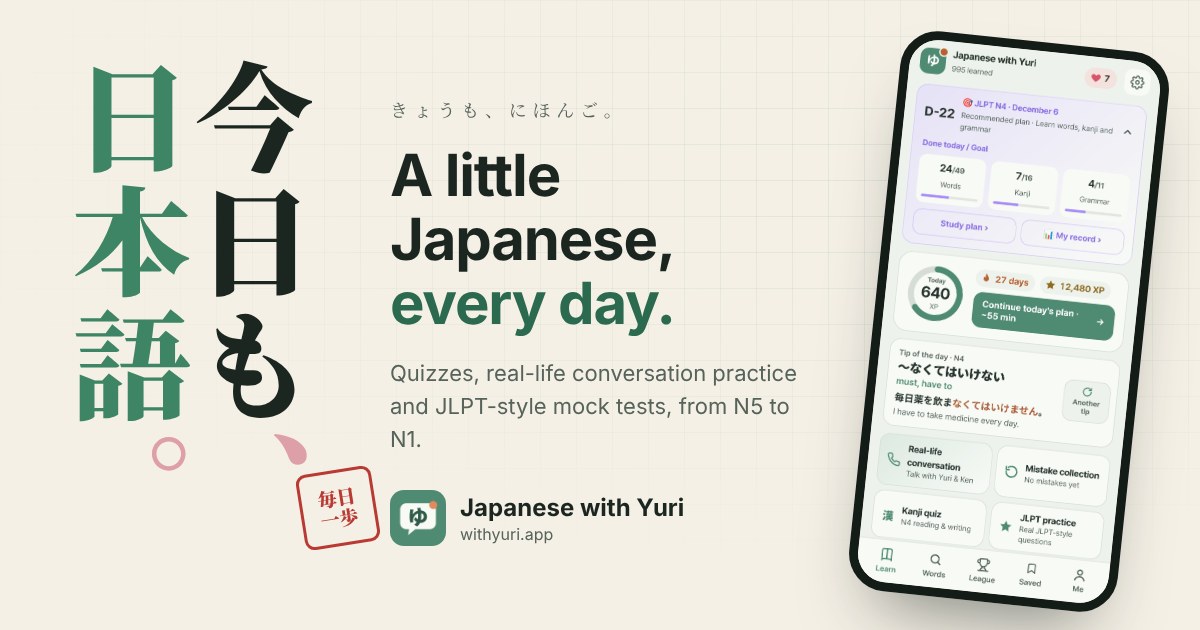 今日も、
日本語。
毎日
一歩
きょうも、にほんご。
A little
Japanese,
every day.
Quizzes, real-life conversation practice
and JLPT-style mock tests, from N5 to
N1.
ゆ
Japanese with Yuri
withyuri.app
ゆ
Japanese with Yuri
995 learned
7
D-22
JLPT N4 · December 6
Recommended plan · Learn words, kanji and
grammar
Done today / Goal
24/49
Words
7/16
Kanji
4/11
Grammar
Study plan ›
My record ›
Today
640
XP
27 days
12,480 XP
Continue today's plan ·
~55 min
→
Tip of the day · N4
〜なくてはいけない
must, have to
毎日薬を飲まなくてはいけません。
I have to take medicine every day.
Another
tip
Real-life
conversation
Talk with Yuri & Ken
Mistake collection
No mistakes yet
漢
Kanji quiz
N4 reading & writing
JLPT practice
Real JLPT-style
questions
Learn
Words
League
Saved
Me